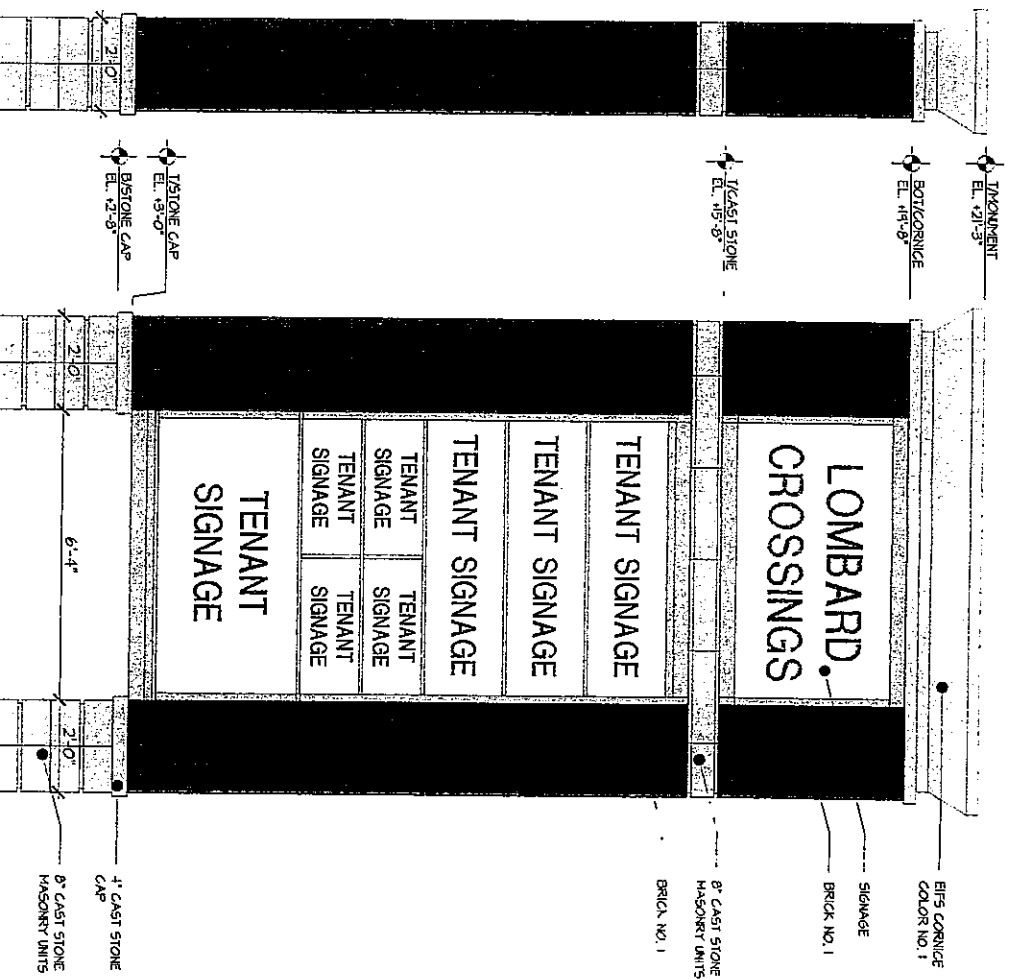 T/MONUMENT
EL. +21'-3"
BOT/CORNICE
EL. +19'-8"
T/CAST STONE
EL. +15'-8"
T/STONE CAP
EL. +3'-0"
B/STONE CAP
EL. +2'-8"
2'-0"
LOMBARD
CROSSINGS
TENANT SIGNAGE
TENANT SIGNAGE
TENANT SIGNAGE
TENANT
SIGNAGE
TENANT
SIGNAGE
TENANT
SIGNAGE
TENANT
SIGNAGE
TENANT
SIGNAGE
2'-0"
6'-4"
2'-0"
EIFS CORNICE
COLOR NO. 1
SIGNAGE
BRICK NO. 1
8" CAST STONE
MASONRY UNITS
BRICK NO. 1
4" CAST STONE
CAP
8" CAST STONE
MASONRY UNITS